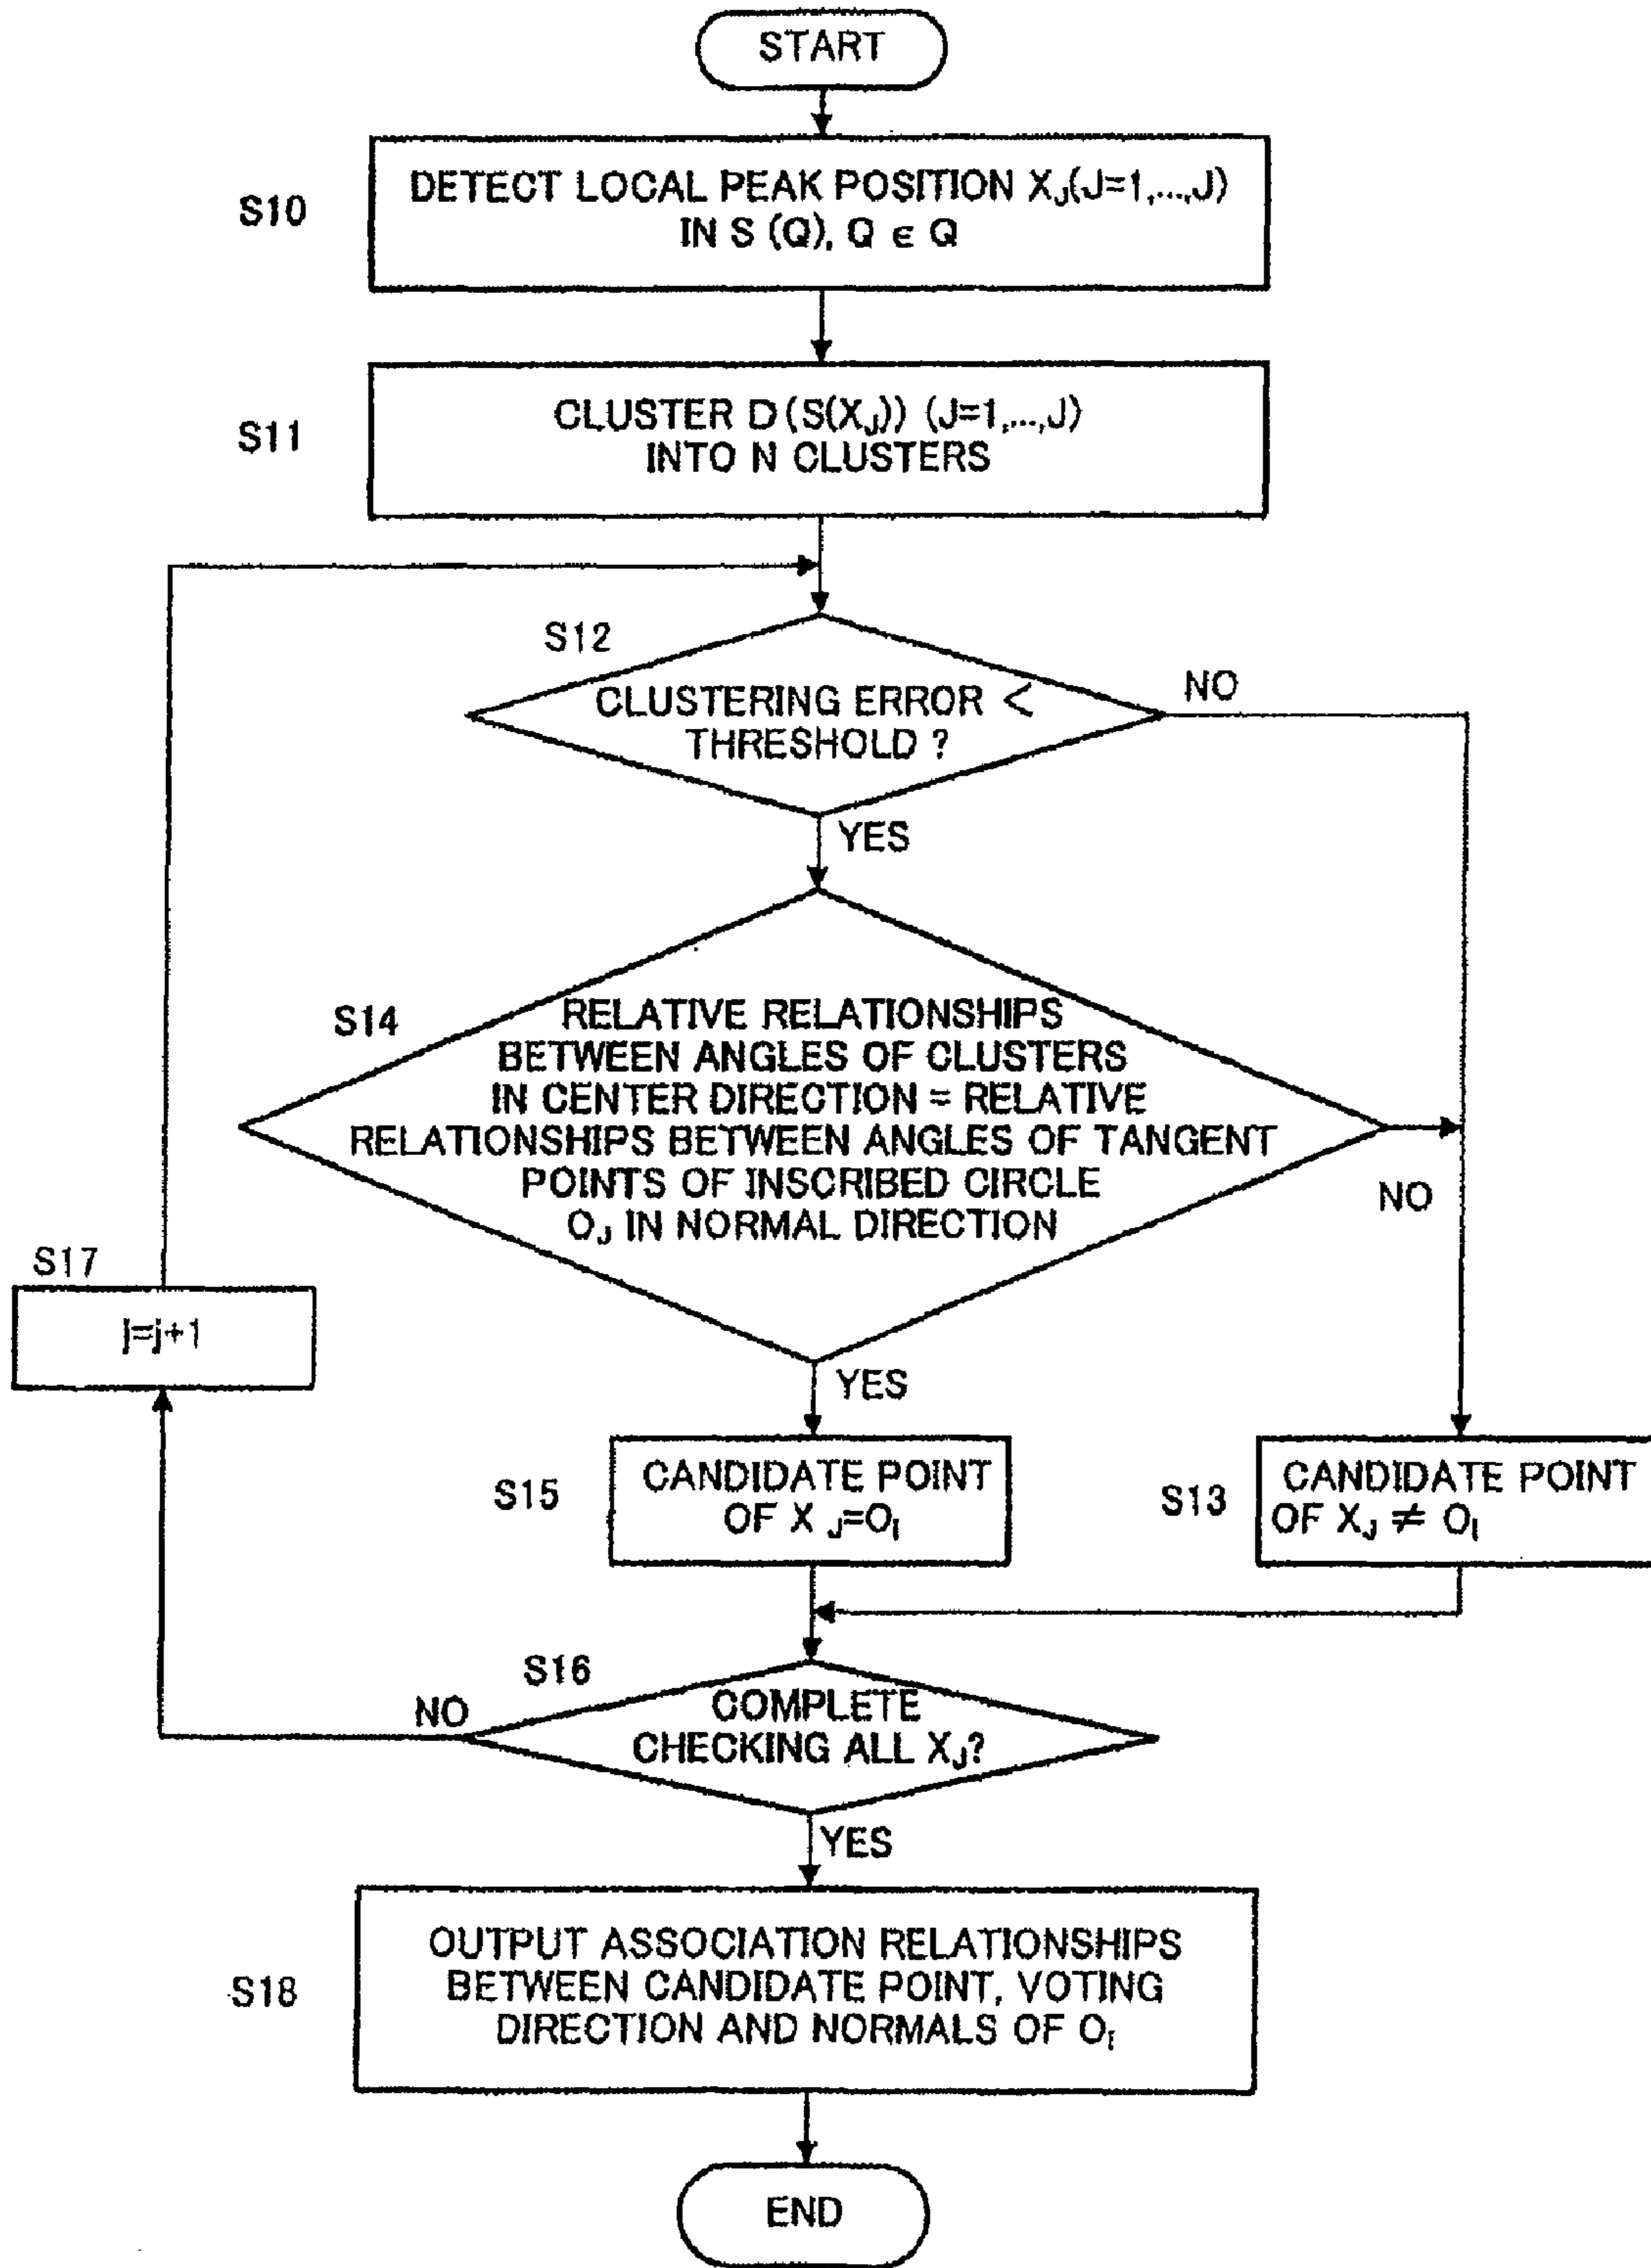 START
S10
DETECT LOCAL PEAK POSITION XJ(J=1,...,J)
IN S (Q), Q ∈ Q
S11
CLUSTER D (S(XJ)) (J=1,...,J)
INTO N CLUSTERS
S12
CLUSTERING ERROR <
THRESHOLD ?
NO
YES
S14
RELATIVE RELATIONSHIPS
BETWEEN ANGLES OF CLUSTERS
IN CENTER DIRECTION = RELATIVE
RELATIONSHIPS BETWEEN ANGLES OF TANGENT
POINTS OF INSCRIBED CIRCLE
OJ IN NORMAL DIRECTION
NO
S17
j=j+1
YES
S15
CANDIDATE POINT
OF X J=Oi
S13
CANDIDATE POINT
OF XJ ≠ Oi
S16
NO
COMPLETE
CHECKING ALL XJ?
YES
S18
OUTPUT ASSOCIATION RELATIONSHIPS
BETWEEN CANDIDATE POINT, VOTING
DIRECTION AND NORMALS OF Oi
END